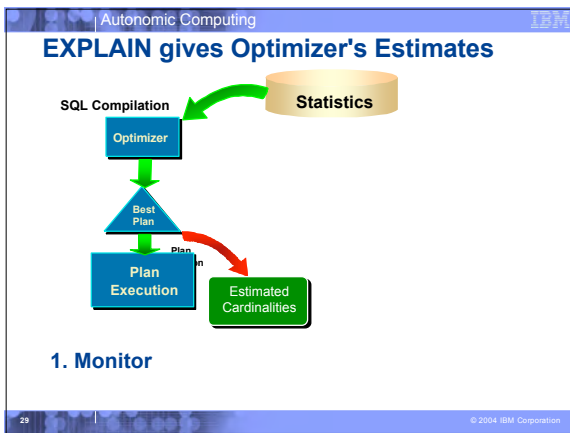 Autonomic Computing
IBM
EXPLAIN gives Optimizer's Estimates
Statistics
SQL Compilation
Optimizer
Best
Plan
Plan
on
Plan
Execution
Estimated
Cardinalities
1. Monitor
29
© 2004 IBM Corporation